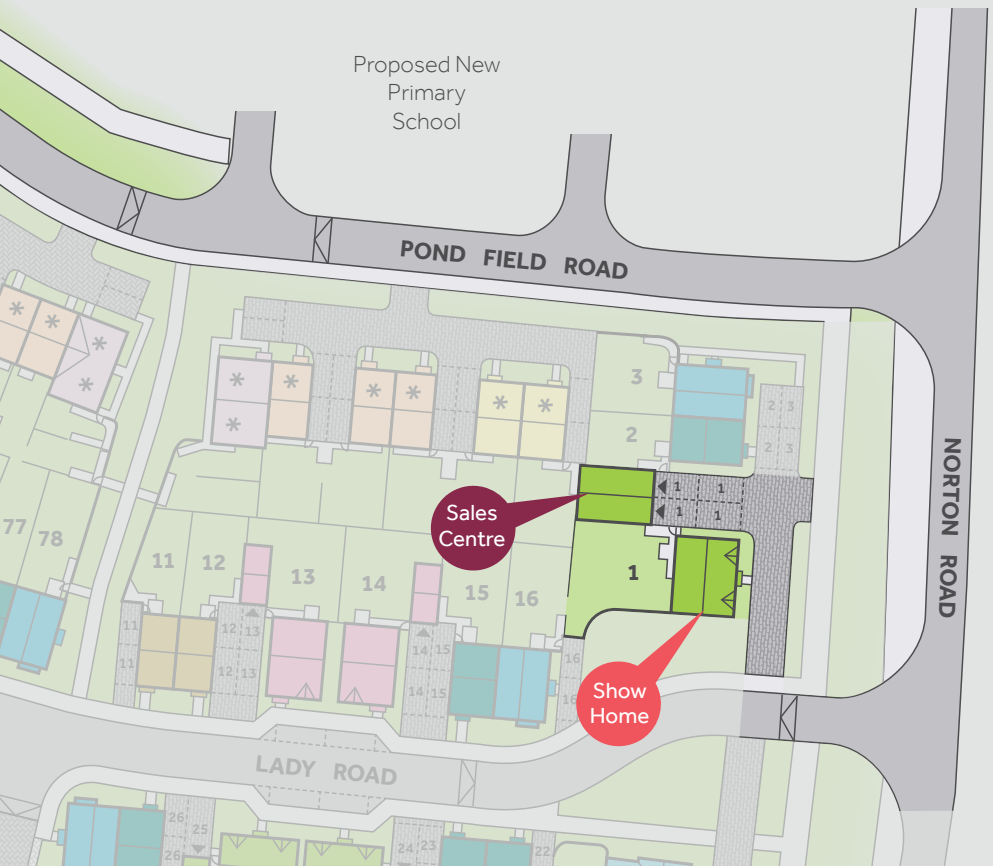 Proposed New
Primary
School
POND FIELD ROAD
NORTON ROAD
* * * *
* * * * * * *
*
3
2
2 3
2 3
1 1
1 1
Sales
Centre
1
Show
Home
77
78
11
12
13
14
15
16
11
11
12 13
12 13
14 15
14 15
16
16
LADY ROAD
26
25
26
24 23
22